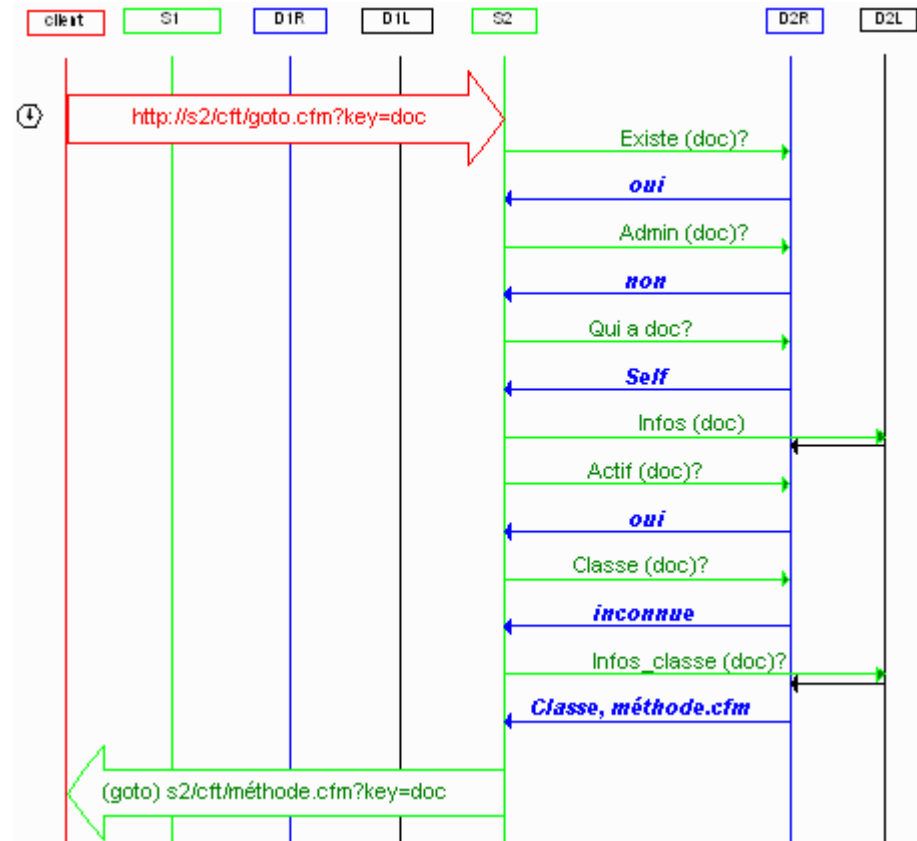 client S1 D1R D1L S2 D2R D2L
http://s2/cft/goto.cfm?key=doc
Existe (doc)?
oui
Admin (doc)?
non
Qui a doc?
Self
Infos (doc)
Actif (doc)?
oui
Classe (doc)?
inconnue
Infos_classe (doc)?
Classe, méthode.cfm
(goto) s2/cft/méthode.cfm?key=doc